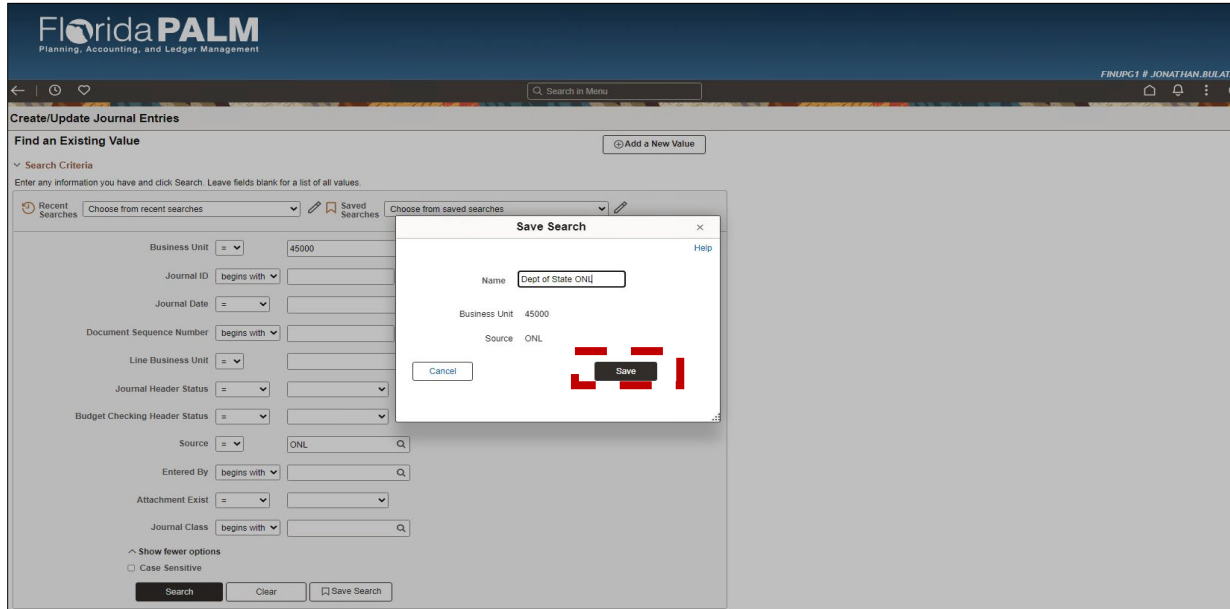 Florida PALM
Planning, Accounting, and Ledger Management
FINUPG1 # JONATHAN.BULAT
Search in Menu
Create/Update Journal Entries
Find an Existing Value
Add a New Value
Search Criteria
Enter any information you have and click Search. Leave fields blank for a list of all values.
Recent Searches Choose from recent searches Saved Searches Choose from saved searches
Save Search
Help
Name Dept of State ONL
Business Unit 45000
Source ONL
Cancel Save
Business Unit = 45000
Journal ID begins with
Journal Date =
Document Sequence Number begins with
Line Business Unit =
Journal Header Status =
Budget Checking Header Status =
Source = ONL
Entered By begins with
Attachment Exist =
Journal Class begins with
Show fewer options
Case Sensitive
Search Clear Save Search